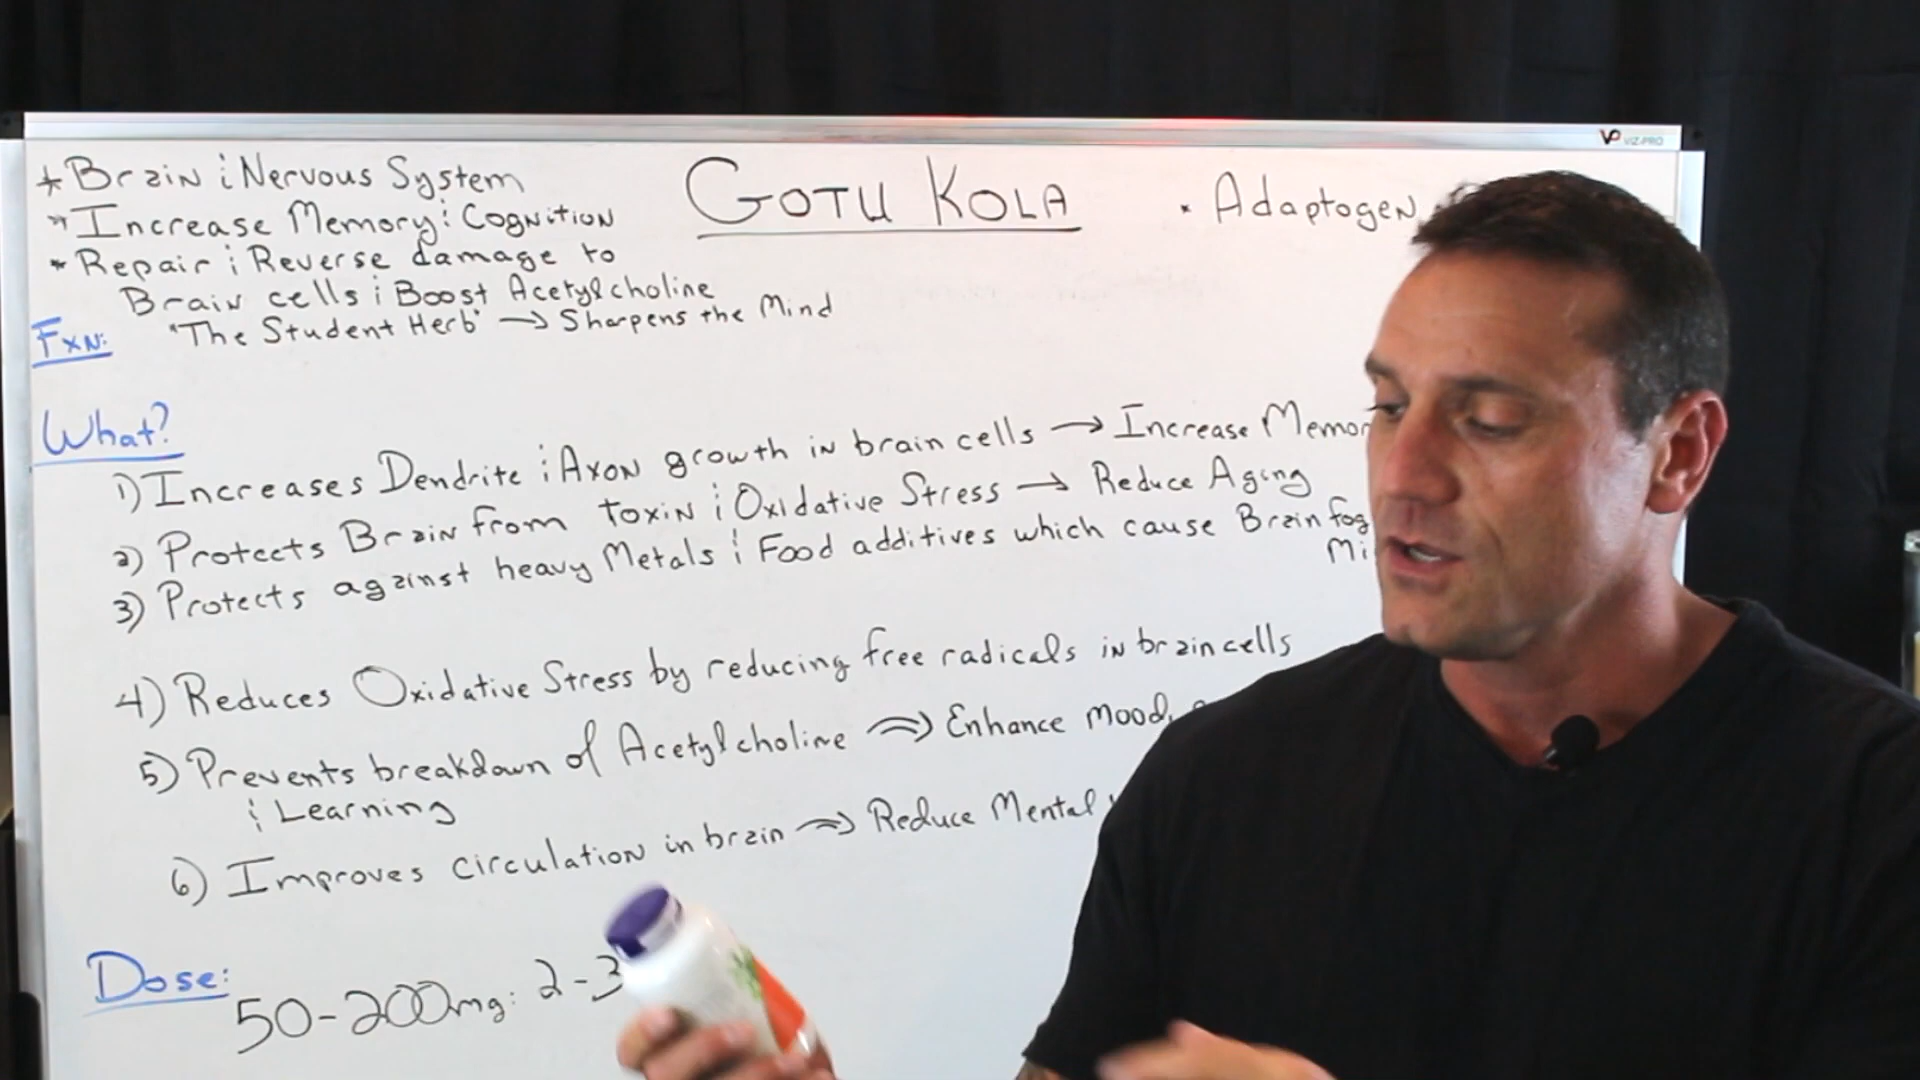 * Brain & Nervous System
* Increase Memory & Cognition
* Repair & Reverse damage to
Brain cells & Boost Acetylcholine
"The Student Herb" → Sharpens the Mind
GOTU KOLA
• Adaptogen
VIZ-PRO
Fxn:
What?
1) Increases Dendrite & Axon growth in brain cells → Increase
2) Protects Brain from toxin & Oxidative Stress → Reduce Aging
3) Protects against heavy Metals & Food additives which cause Brain fog
4) Reduces Oxidative Stress by reducing free radicals in brain cells
5) Prevents breakdown of Acetylcholine ⇒ Enhance Mood,
& Learning
6) Improves circulation in brain ⇒ Reduce Mental
Dose:
50-200mg: 2-3